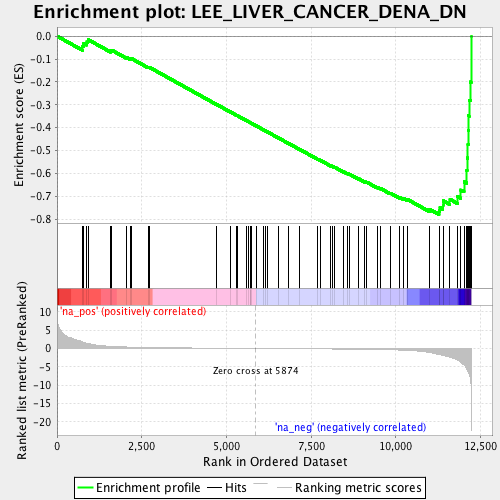 Enrichment plot: LEE_LIVER_CANCER_DENA_DN
Enrichment score (ES)
0.0
-0.1
-0.2
-0.3
-0.4
-0.5
-0.6
-0.7
-0.8
'na_pos' (positively correlated)
Ranked list metric (PreRanked)
10
5
0
-5
-10
-15
-20
Zero cross at 5874
'na_neg' (negatively correlated)
0
2,500
5,000
7,500
10,000
12,500
Rank in Ordered Dataset
Enrichment profile
Hits
Ranking metric scores